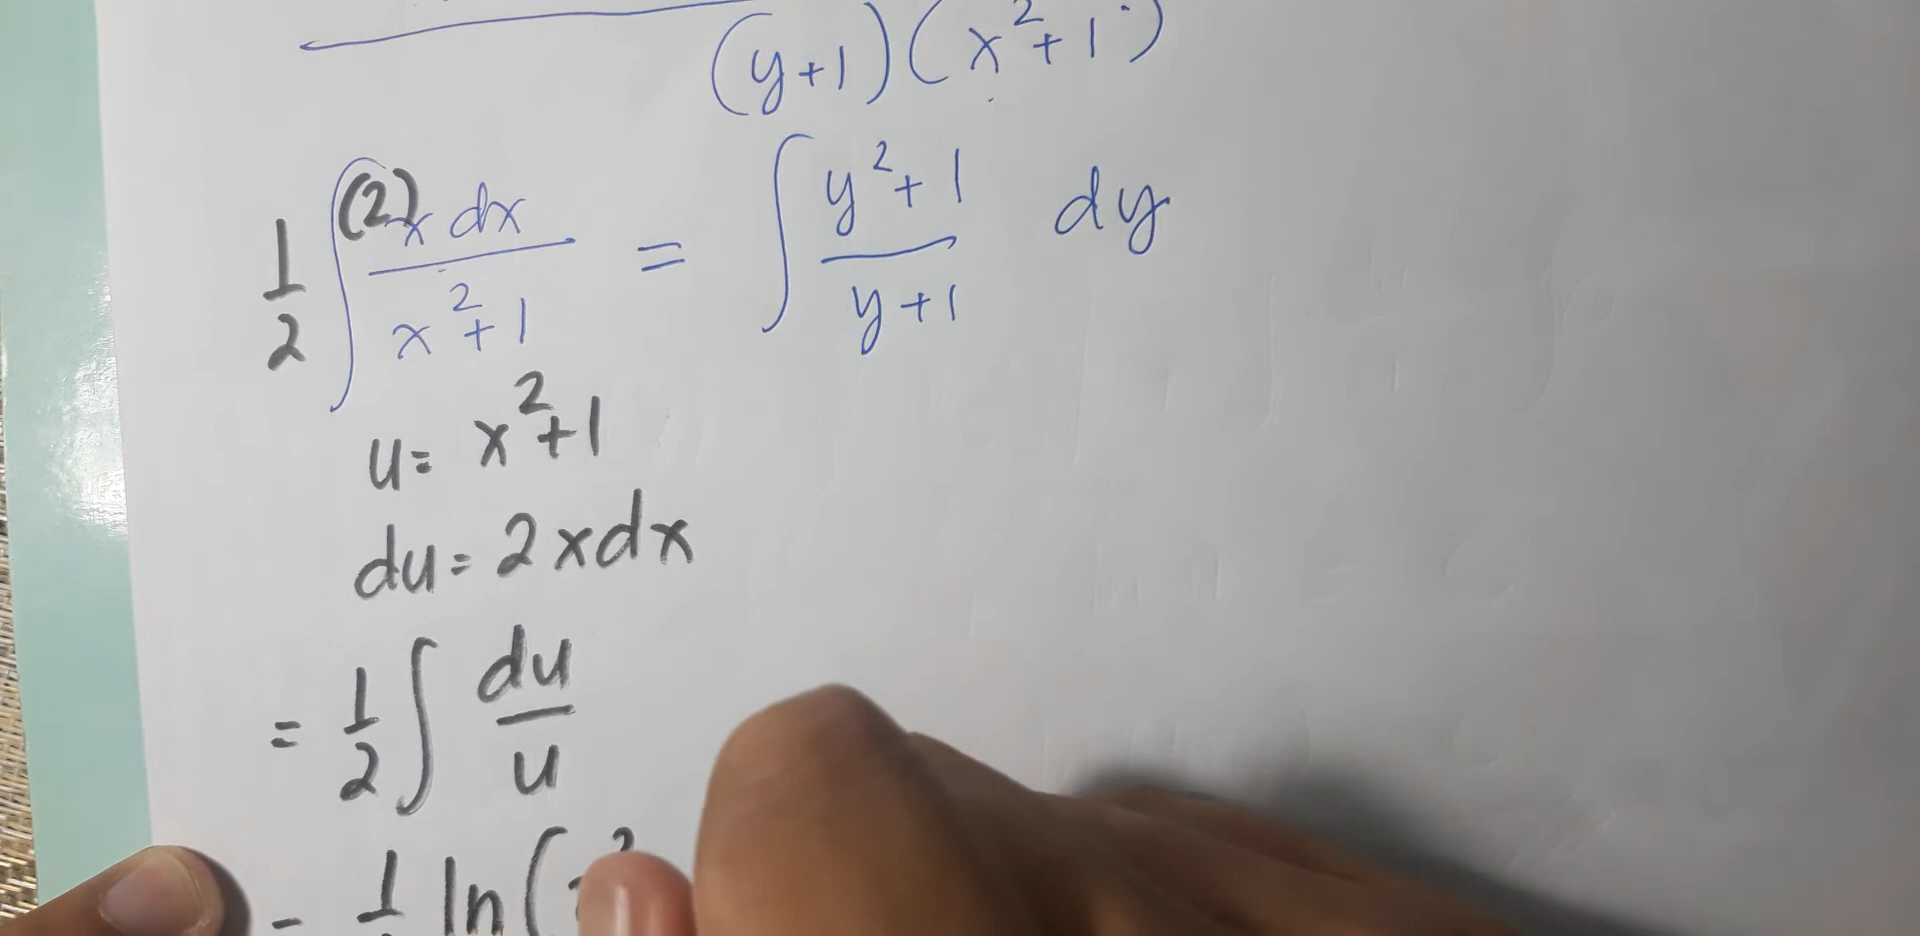 (y+1)(x²+1)
1/2 ∫ (2)x dx / x²+1 = ∫ y²+1 / y+1 dy
u = x²+1
du = 2xdx
= 1/2 ∫ du/u
ln(